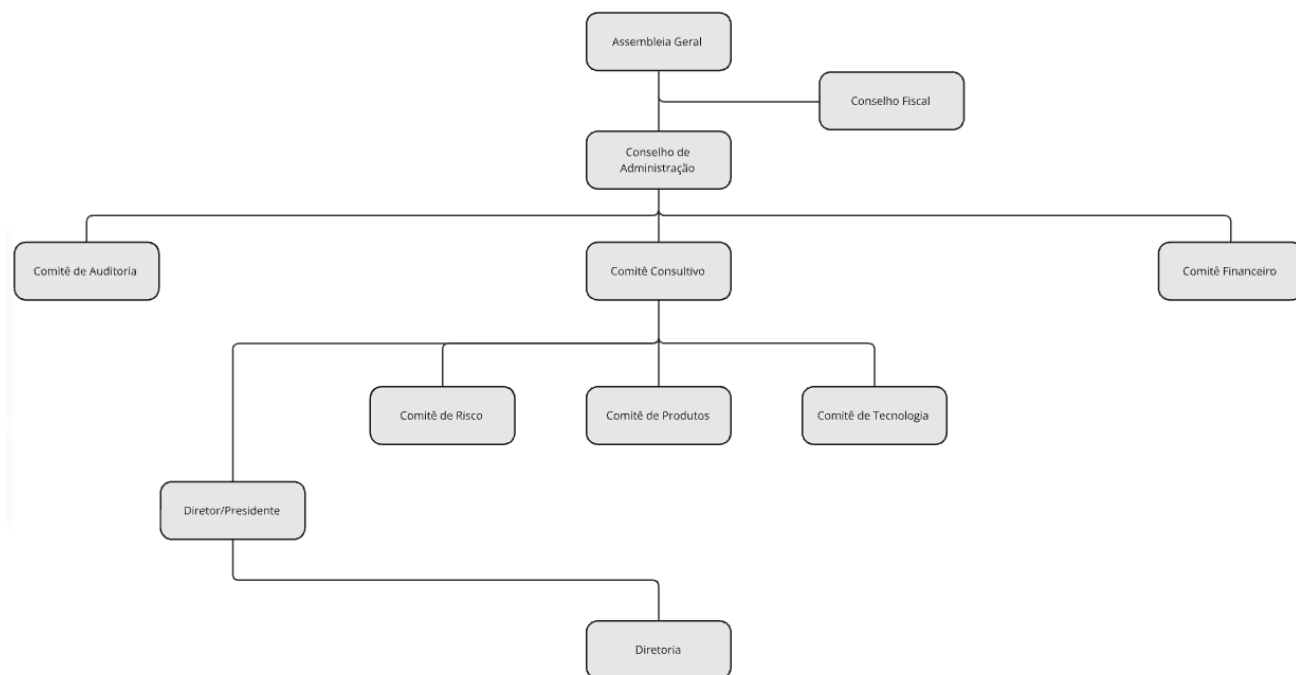 Assembleia Geral
Conselho Fiscal
Conselho de
Administração
Comitê de Auditoria
Comitê Consultivo
Comitê Financeiro
Comitê de Risco
Comitê de Produtos
Comitê de Tecnologia
Diretor/Presidente
Diretoria